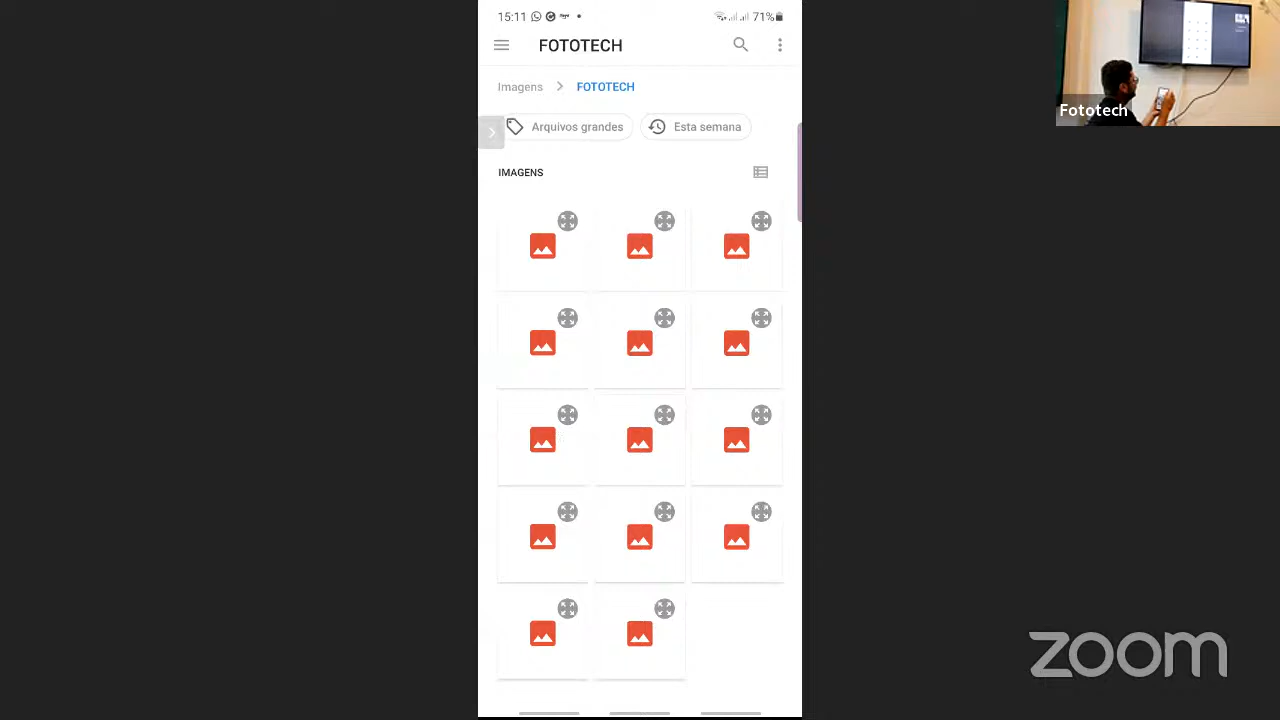 15:11 71%
FOTOTECH
Imagens FOTOTECH
Arquivos grandes Esta semana
IMAGENS
Fototech
zoom